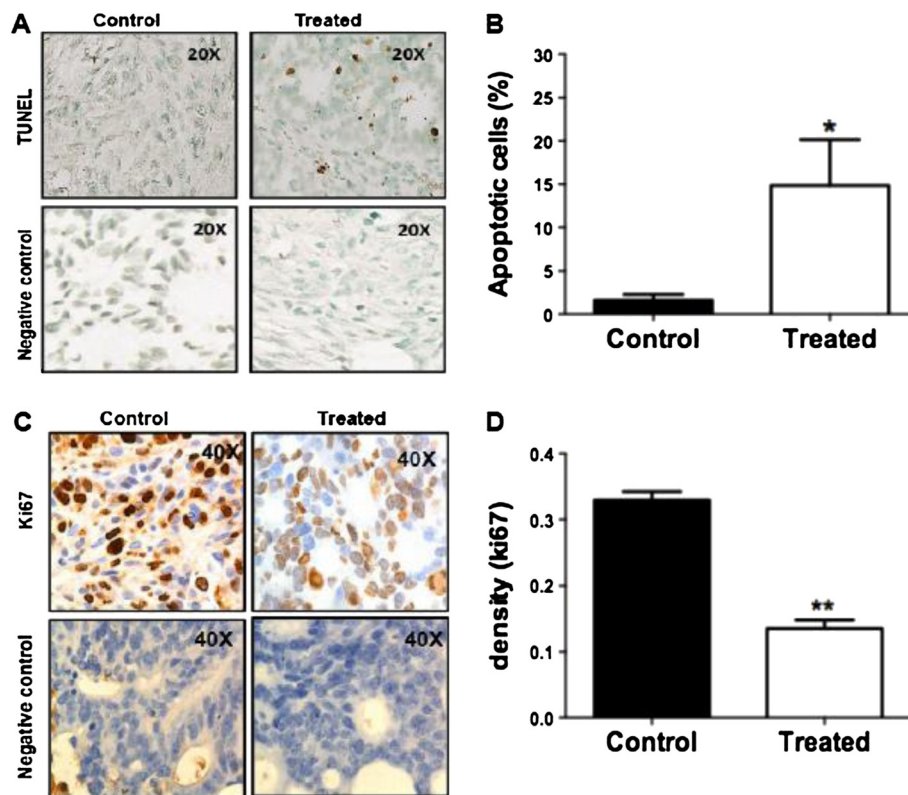 A
Control
Treated
TUNEL
20X
20X
Negative control
20X
20X
B
Apoptotic cells (%)
30
25
20
15
10
5
0
*
Control
Treated
C
Control
Treated
Ki67
40X
40X
Negative control
40X
40X
D
density (ki67)
0.4
0.3
0.2
0.1
0.0
**
Control
Treated